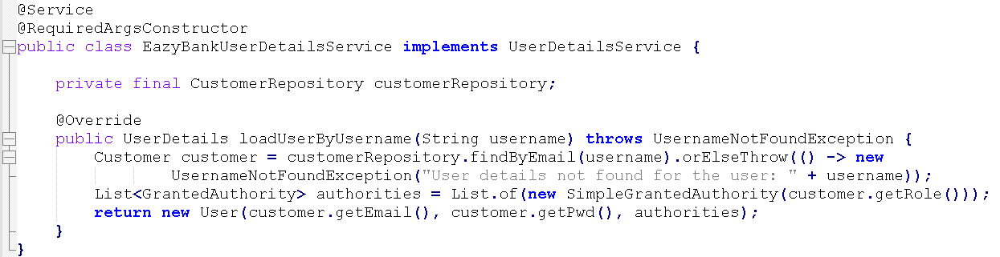 @Service
@RequiredArgsConstructor
public class EazyBankUserDetailsService implements UserDetailsService {
private final CustomerRepository customerRepository;
@Override
public UserDetails loadUserByUsername(String username) throws UsernameNotFoundException {
Customer customer = customerRepository.findByEmail(username).orElseThrow(() -> new
UsernameNotFoundException("User details not found for the user: " + username));
List<GrantedAuthority> authorities = List.of(new SimpleGrantedAuthority(customer.getRole()));
return new User(customer.getEmail(), customer.getPwd(), authorities);
}
}